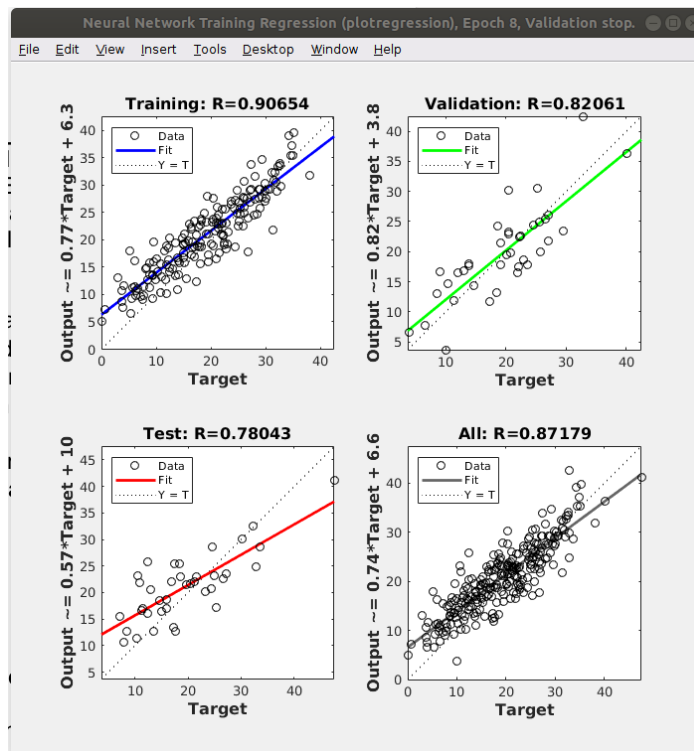 Neural Network Training Regression (plotregression), Epoch 8, Validation stop.
File Edit View Insert Tools Desktop Window Help
Training: R=0.90654
Output ~= 0.77*Target + 6.3
Data
Fit
Y = T
0 5 10 15 20 25 30 35 40
0 10 20 30 40
Target
Validation: R=0.82061
Output ~= 0.82*Target + 3.8
Data
Fit
Y = T
5 10 15 20 25 30 35 40
10 20 30 40
Target
Test: R=0.78043
Output ~= 0.57*Target + 10
Data
Fit
Y = T
5 10 15 20 25 30 35 40 45
10 20 30 40
Target
All: R=0.87179
Output ~= 0.74*Target + 6.6
Data
Fit
Y = T
0 10 20 30 40
0 10 20 30 40
Target